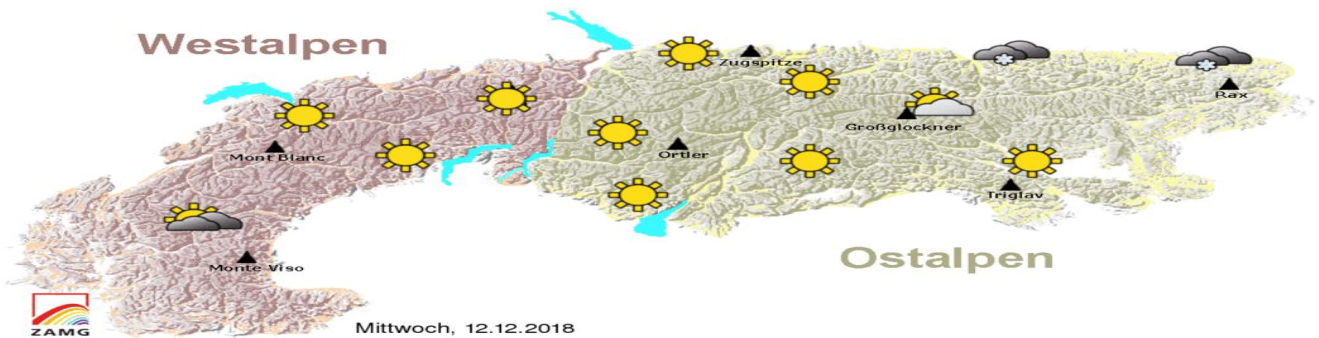 Westalpen
Zugspitze
Rax
Großglockner
Mont Blanc
Ortler
Triglav
Ostalpen
Monte Viso
ZAMG
Mittwoch, 12.12.2018